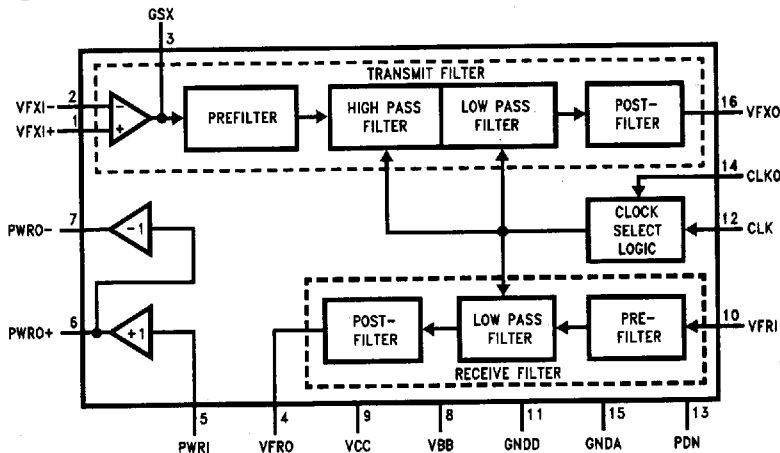 GSX
3
TRANSMIT FILTER
VFXI- 2
VFXI+ 1
-
+
PREFILTER
HIGH PASS
FILTER
LOW PASS
FILTER
POST-
FILTER
16 VFXO
14 CLKO
CLOCK
SELECT
LOGIC
12 CLK
PWRO- 7
-1
PWRO+ 6
+1
POST-
FILTER
LOW PASS
FILTER
PRE-
FILTER
10 VFRI
RECEIVE FILTER
5 4 9 8 11 15 13
PWRI VFRO VCC VBB GNDD GNDA PDN